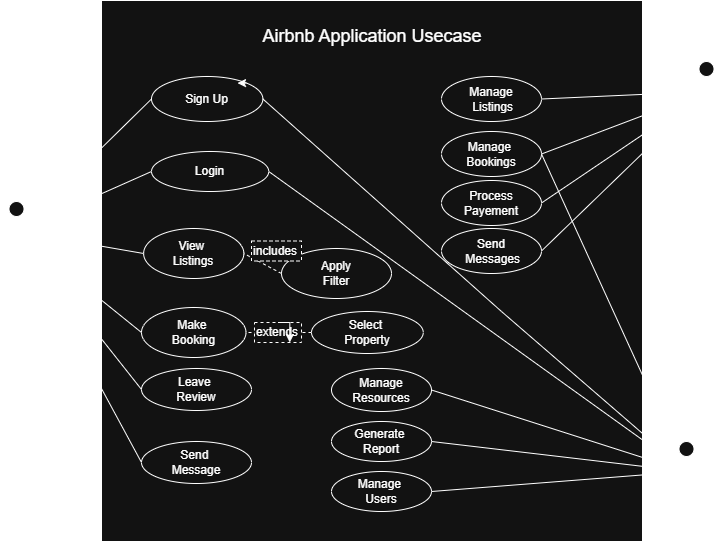 Airbnb Application Usecase
Sign Up
Login
View
Listings
includes
Apply
Filter
Make
Booking
extends
Select
Property
Leave
Review
Send
Message
Manage
Listings
Manage
Bookings
Process
Payement
Send
Messages
Manage
Resources
Generate
Report
Manage
Users